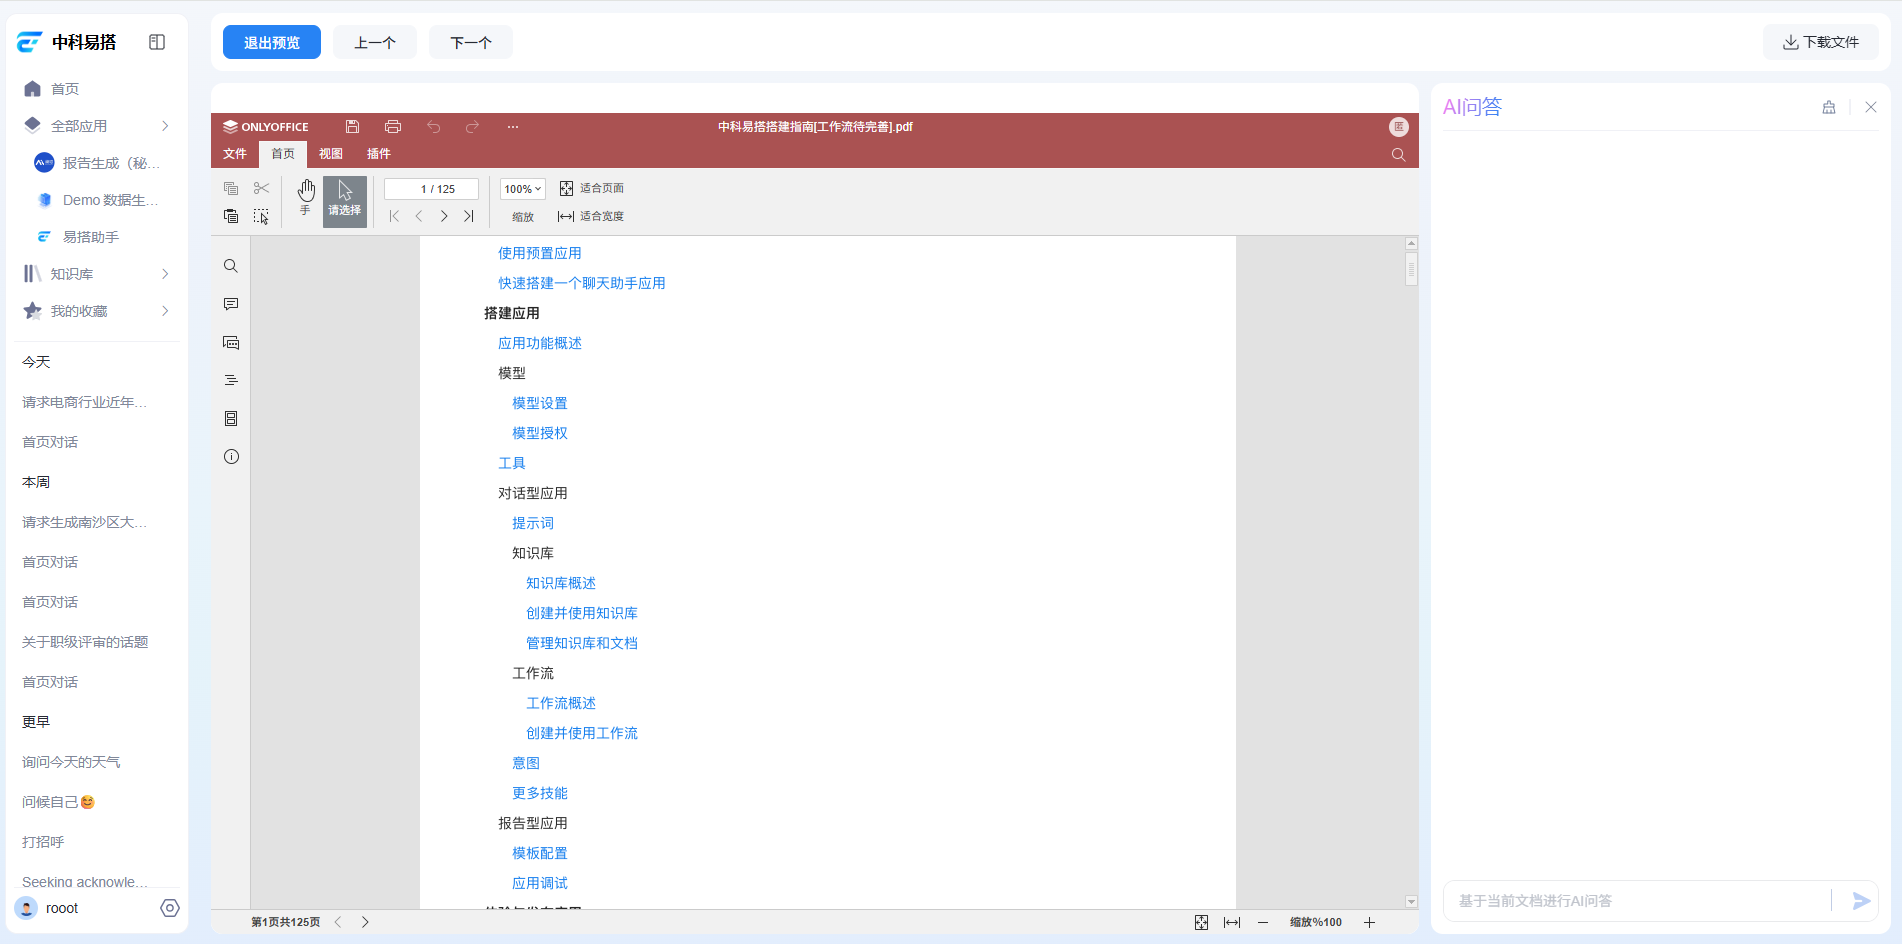 中科易搭
首页
全部应用
报告生成（秘...
Demo 数据生...
易搭助手
知识库
我的收藏
今天
请求电商行业近年...
首页对话
本周
请求生成南沙区大...
首页对话
首页对话
关于职级评审的话题
首页对话
更早
询问今天的天气
问候自己😆
打招呼
Seeking acknowle...
rooot
退出预览 上一个 下一个 下载文件
ONLYOFFICE 中科易搭搭建指南[工作流待完善].pdf 匿
文件 首页 视图 插件
手 请选择 1 / 125 100% 缩放 适合页面 适合宽度
使用预置应用
快速搭建一个聊天助手应用
搭建应用
应用功能概述
模型
模型设置
模型授权
工具
对话型应用
提示词
知识库
知识库概述
创建并使用知识库
管理知识库和文档
工作流
工作流概述
创建并使用工作流
意图
更多技能
报告型应用
模板配置
应用调试
第1页共125页 缩放%100
AI问答
基于当前文档进行AI问答